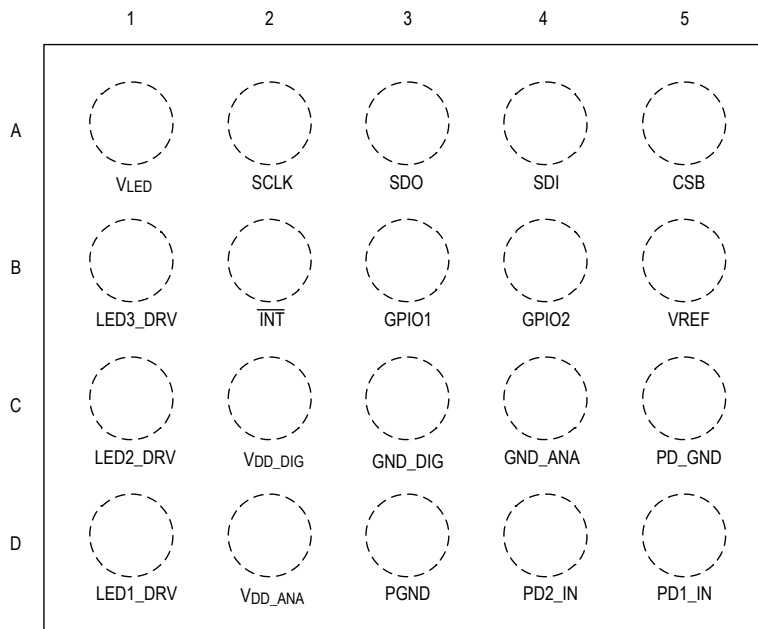 1 2 3 4 5
A
VLED SCLK SDO SDI CSB
B
LED3_DRV INT GPIO1 GPIO2 VREF
C
LED2_DRV VDD_DIG GND_DIG GND_ANA PD_GND
D
LED1_DRV VDD_ANA PGND PD2_IN PD1_IN